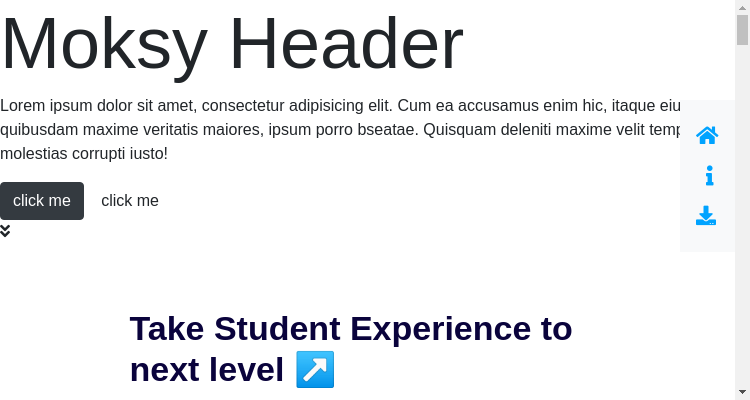 Moksy Header
Lorem ipsum dolor sit amet, consectetur adipisicing elit. Cum ea accusamus enim hic, itaque
quibusdam maxime veritatis maiores, ipsum porro bseatae. Quisquam deleniti maxime velit
molestias corrupti iusto!
click me click me
Take Student Experience to
next level ↗️